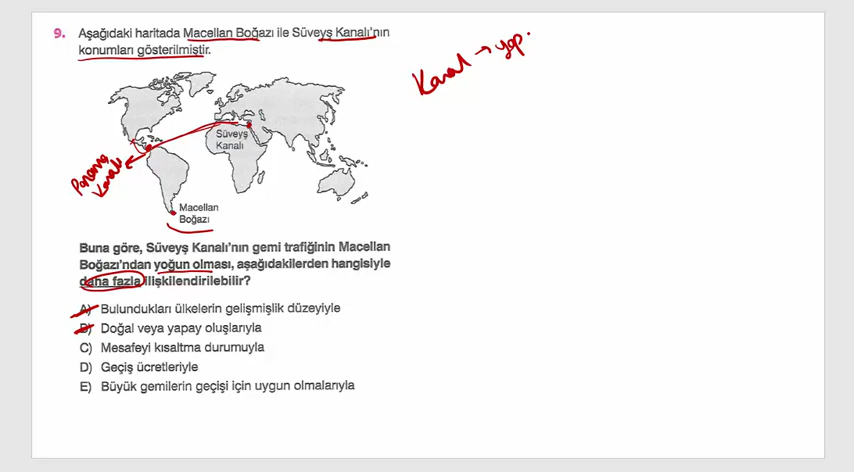 9. Aşağıdaki haritada Macellan Boğazı ile Süveyş Kanalı'nın
konumları gösterilmiştir.
Kanal → yap.
Süveyş
Kanalı
Panama
Kanalı
Macellan
Boğazı
Buna göre, Süveyş Kanalı'nın gemi trafiğinin Macellan
Boğazı'ndan yoğun olması, aşağıdakilerden hangisiyle
daha fazla ilişkilendirilebilir?
A) Bulundukları ülkelerin gelişmişlik düzeyiyle
B) Doğal veya yapay oluşlarıyla
C) Mesafeyi kısaltma durumuyla
D) Geçiş ücretleriyle
E) Büyük gemilerin geçişi için uygun olmalarıyla